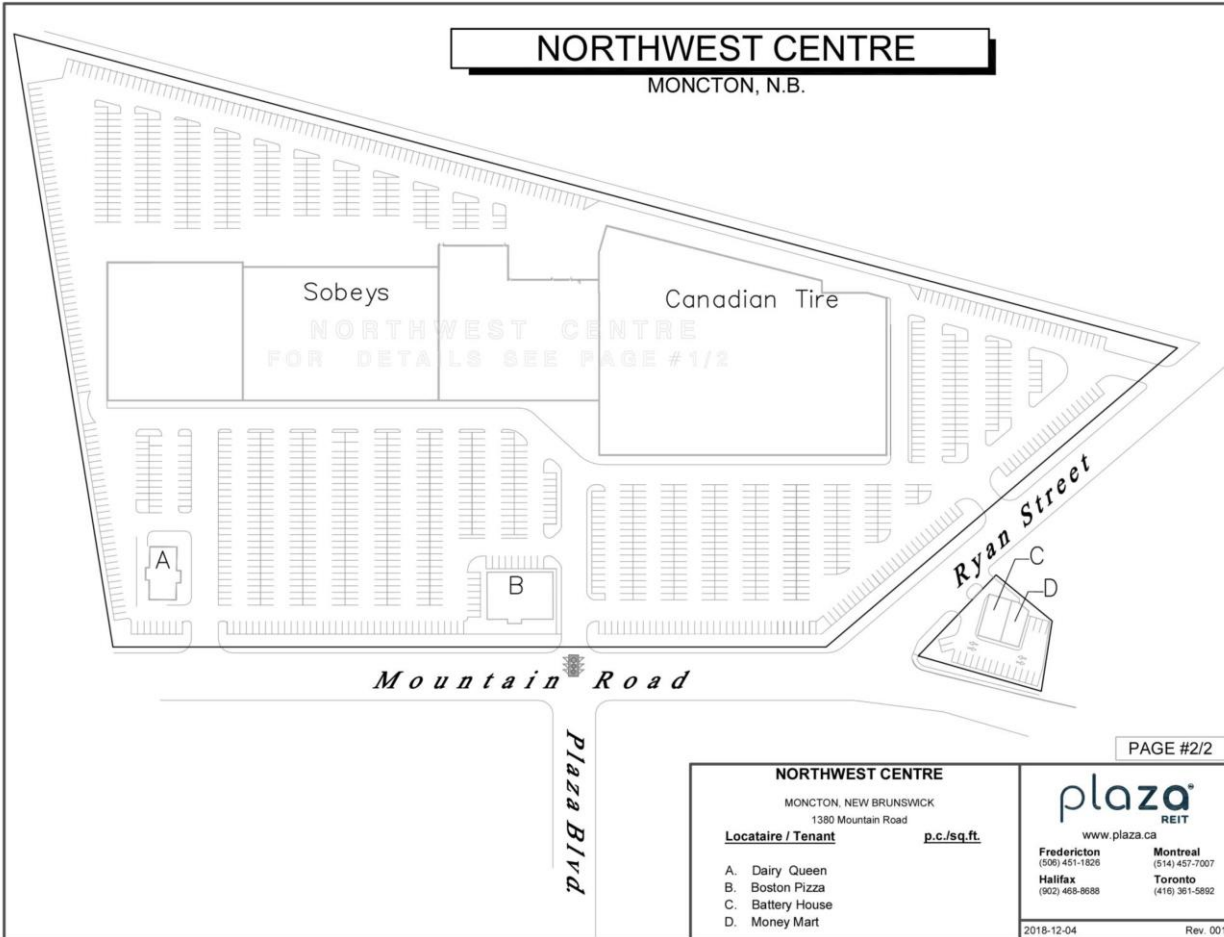 NORTHWEST CENTRE
MONCTON, N.B.
Sobeys
Canadian Tire
NORTHWEST CENTRE
FOR DETAILS SEE PAGE #1/2
A
B
C
D
Ryan Street
Mountain Road
Plaza Blvd.
PAGE #2/2
NORTHWEST CENTRE
MONCTON, NEW BRUNSWICK
1380 Mountain Road
Locataire / Tenant p.c./sq.ft.
A. Dairy Queen
B. Boston Pizza
C. Battery House
D. Money Mart
plaza
REIT
www.plaza.ca
Fredericton Montreal
(506) 451-1826 (514) 457-7007
Halifax Toronto
(902) 468-8688 (416) 361-5892
2018-12-04 Rev. 001